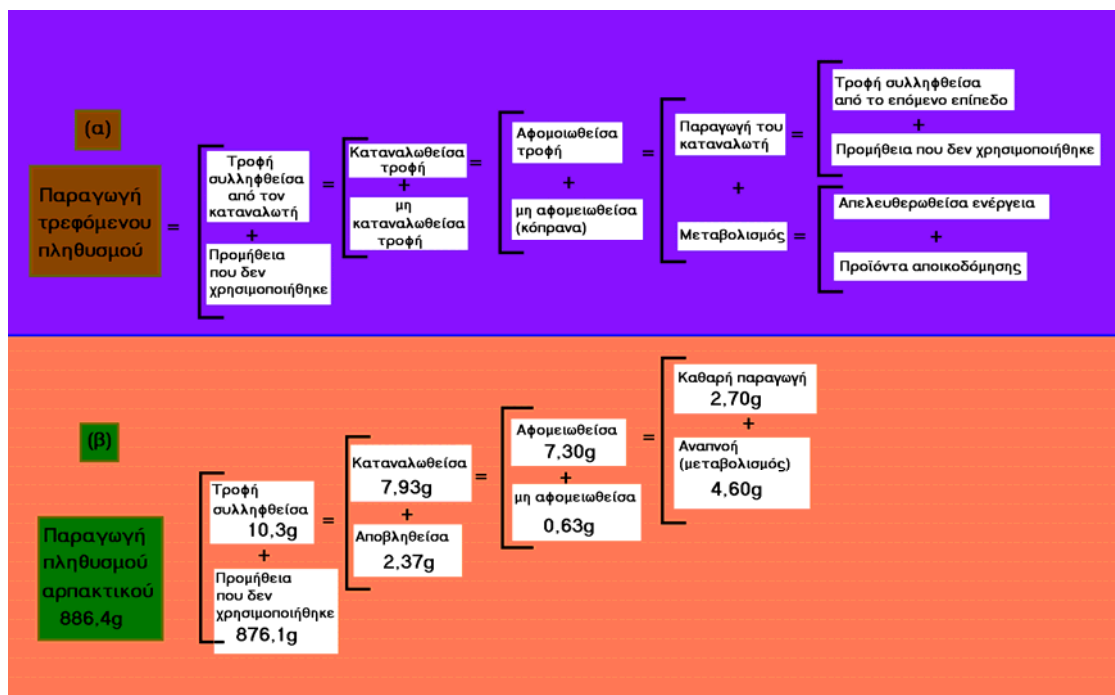 (α)
Παραγωγή
τρεφόμενου
πληθυσμού
=
Τροφή
συλληφθείσα
από τον
καταναλωτή
+
Προμήθεια
που δεν
χρησιμοποιήθηκε
=
Καταναλωθείσα
τροφή
+
μη
καταναλωθείσα
τροφή
=
Αφομοιωθείσα
τροφή
+
μη αφομειωθείσα
(κόπρανα)
=
Παραγωγή του
καταναλωτή
+
Μεταβολισμός
=
Τροφή συλληφθείσα
από το επόμενο επίπεδο
+
Προμήθεια που δεν χρησιμοποιήθηκε
=
Απελευθερωθείσα ενέργεια
+
Προϊόντα αποικοδόμησης
(β)
Παραγωγή
πληθυσμού
αρπακτικού
886,4g
Τροφή
συλληφθείσα
10,3g
+
Προμήθεια
που δεν
χρησιμοποιήθηκε
876,1g
=
Καταναλωθείσα
7,93g
+
Αποβληθείσα
2,37g
=
Αφομειωθείσα
7,30g
+
μη αφομειωθείσα
0,63g
=
Καθαρή παραγωγή
2,70g
+
Αναπνοή
(μεταβολισμός)
4,60g